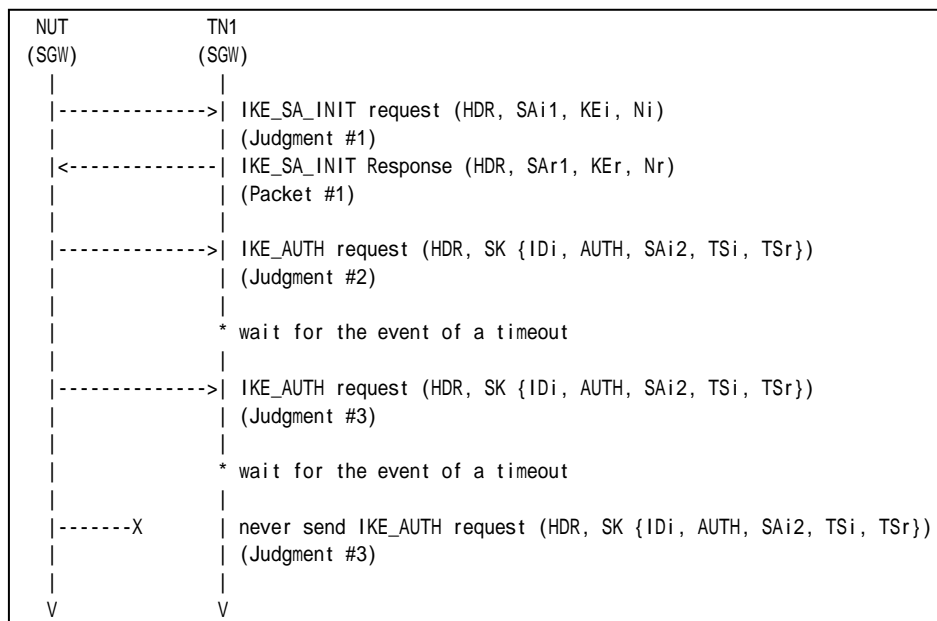 NUT TN1
(SGW) (SGW)
| |
|-------------->| IKE_SA_INIT request (HDR, SAi1, KEi, Ni)
| | (Judgment #1)
|<--------------| IKE_SA_INIT Response (HDR, SAr1, KEr, Nr)
| | (Packet #1)
| |
|-------------->| IKE_AUTH request (HDR, SK {IDi, AUTH, SAi2, TSi, TSr})
| | (Judgment #2)
| |
| * wait for the event of a timeout
| |
|-------------->| IKE_AUTH request (HDR, SK {IDi, AUTH, SAi2, TSi, TSr})
| | (Judgment #3)
| |
| * wait for the event of a timeout
| |
|-------X | never send IKE_AUTH request (HDR, SK {IDi, AUTH, SAi2, TSi, TSr})
| | (Judgment #3)
| |
V V